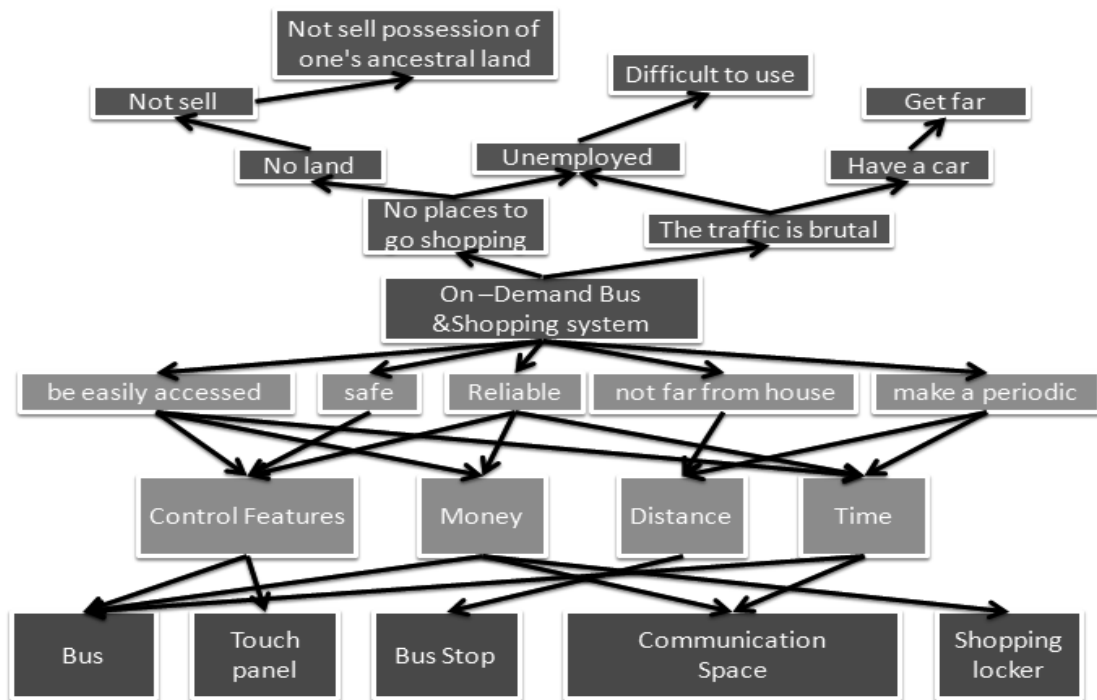 Not sell possession of
one's ancestral land
Difficult to use
Not sell
Get far
No land
Unemployed
Have a car
No places to
go shopping
The traffic is brutal
On –Demand Bus
&Shopping system
be easily accessed
safe
Reliable
not far from house
make a periodic
Control Features
Money
Distance
Time
Bus
Touch
panel
Bus Stop
Communication
Space
Shopping
locker